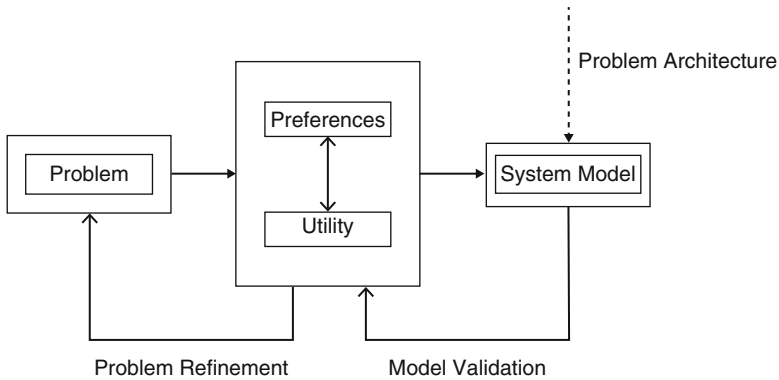 Problem Architecture
Preferences
Problem
System Model
Utility
Problem Refinement
Model Validation